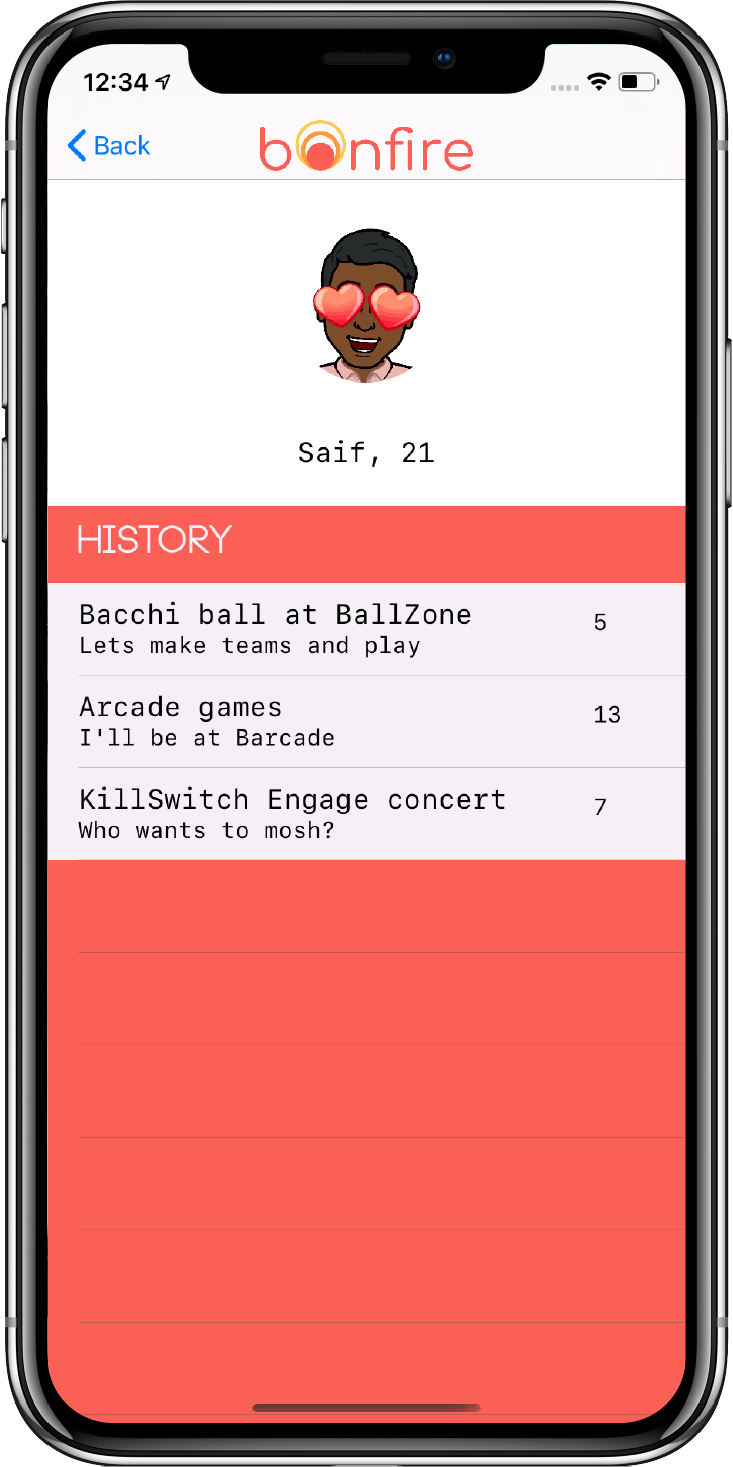 12:34
Back
bonfire
Saif, 21
HISTORY
Bacchi ball at BallZone
5
Lets make teams and play
Arcade games
13
I'll be at Barcade
KillSwitch Engage concert
7
Who wants to mosh?